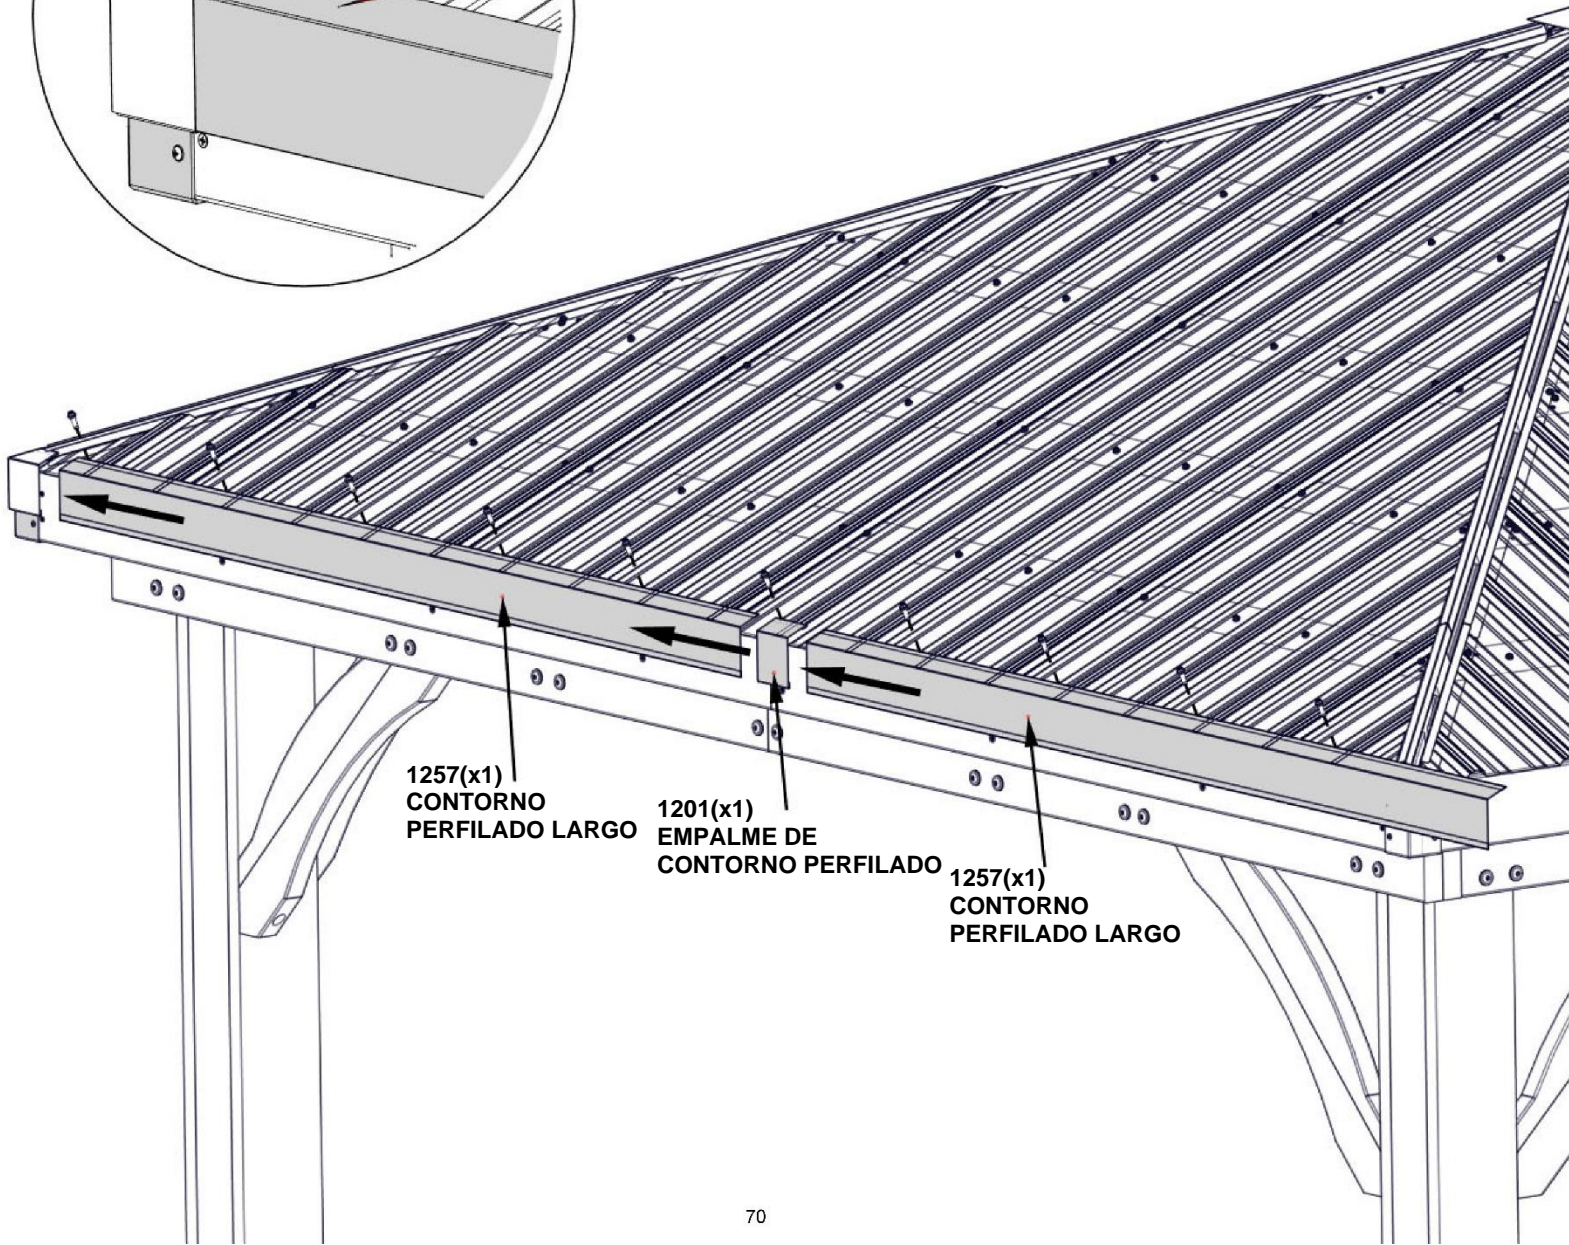 1257(x1)
CONTORNO
PERFILADO LARGO
1201(x1)
EMPALME DE
CONTORNO PERFILADO
1257(x1)
CONTORNO
PERFILADO LARGO
70